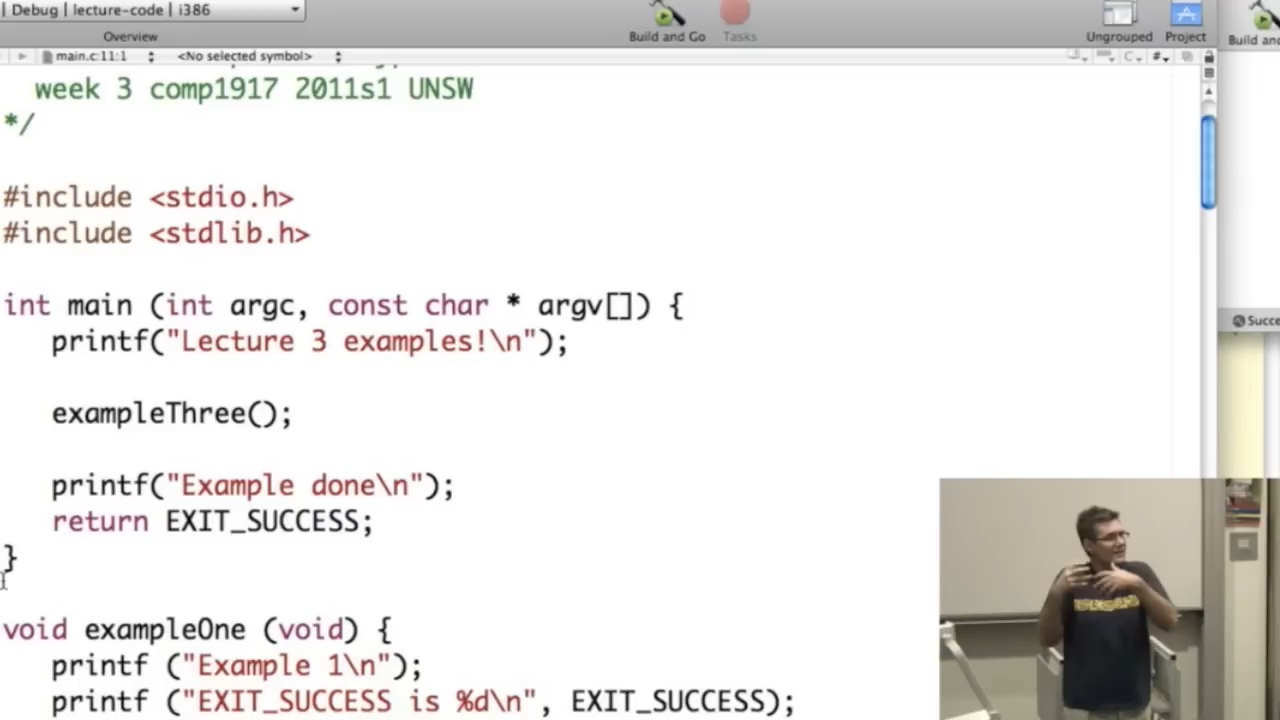 Debug | lecture-code | i386
Overview
Build and Go
Tasks
Ungrouped
Project
Build and
main.c:11:1
<No selected symbol>
C
#
week 3 comp1917 2011s1 UNSW
*/
#include <stdio.h>
#include <stdlib.h>
int main (int argc, const char * argv[]) {
printf("Lecture 3 examples!\n");
Succe
exampleThree();
printf("Example done\n");
return EXIT_SUCCESS;
}
void exampleOne (void) {
printf ("Example 1\n");
printf ("EXIT_SUCCESS is %d\n", EXIT_SUCCESS);